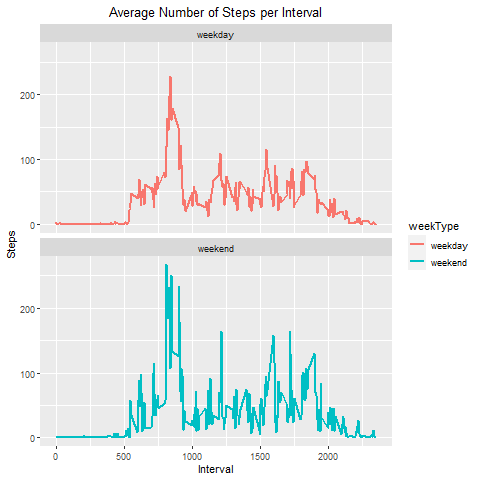 Average Number of Steps per Interval
weekday
200
100
0
Steps
weekend
200
100
0
0
500
1000
1500
2000
Interval
weekType
weekday
weekend